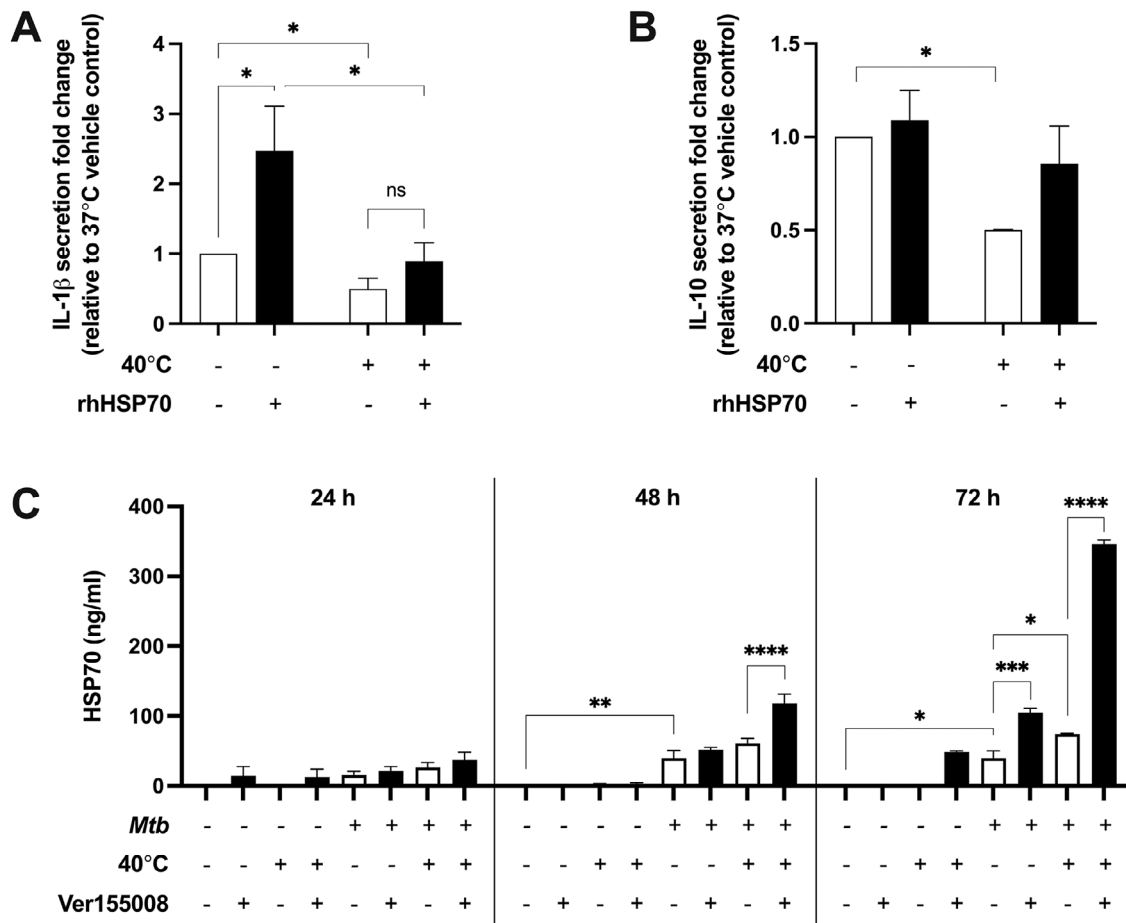 A
IL-1β secretion fold change
(relative to 37°C vehicle control)
4
3
2
1
0
*
*
*
ns
40°C - - + +
rhHSP70 - + - +
B
IL-10 secretion fold change
(relative to 37°C vehicle control)
1.5
1.0
0.5
0.0
*
40°C - - + +
rhHSP70 - + - +
C
24 h 48 h 72 h
HSP70 (ng/ml)
400
300
200
100
0
**
****
*
***
*
****
Mtb - - - - + + + + - - - - + + + + - - - - + + + +
40°C - - + + - - + + - - + + - - + + - - + + - - + +
Ver155008 - + - + - + - + - + - + - + - + - + - + - + - +